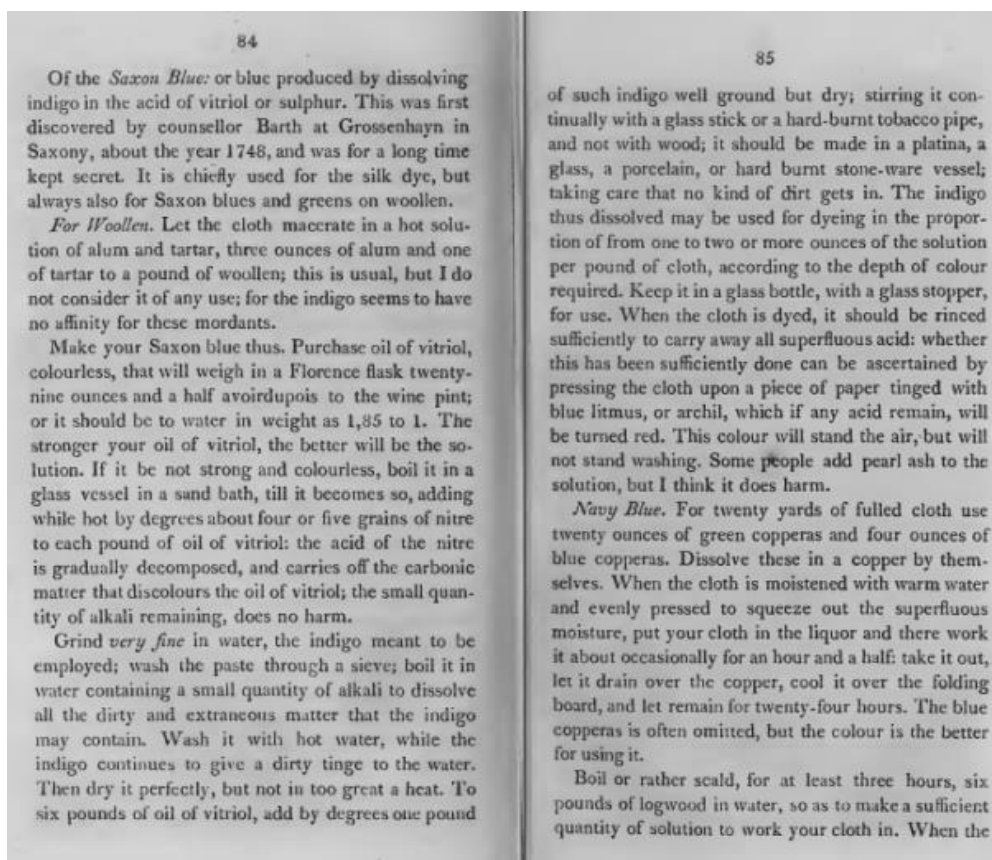 84
Of the Saxon Blue: or blue produced by dissolving
indigo in the acid of vitriol or sulphur. This was first
discovered by counsellor Barth at Grossenhayn in
Saxony, about the year 1748, and was for a long time
kept secret. It is chiefly used for the silk dye, but
always also for Saxon blues and greens on woollen.
For Woollen. Let the cloth macerate in a hot solu-
tion of alum and tartar, three ounces of alum and one
of tartar to a pound of woollen; this is usual, but I do
not consider it of any use; for the indigo seems to have
no affinity for these mordants.
Make your Saxon blue thus. Purchase oil of vitriol,
colourless, that will weigh in a Florence flask twenty-
nine ounces and a half avoirdupois to the wine pint;
or it should be to water in weight as 1,85 to 1. The
stronger your oil of vitriol, the better will be the so-
lution. If it be not strong and colourless, boil it in a
glass vessel in a sand bath, till it becomes so, adding
while hot by degrees about four or five grains of nitre
to each pound of oil of vitriol: the acid of the nitre
is gradually decomposed, and carries off the carbonic
matter that discolours the oil of vitriol; the small quan-
tity of alkali remaining, does no harm.
Grind very fine in water, the indigo meant to be
employed; wash the paste through a sieve; boil it in
water containing a small quantity of alkali to dissolve
all the dirty and extraneous matter that the indigo
may contain. Wash it with hot water, while the
indigo continues to give a dirty tinge to the water.
Then dry it perfectly, but not in too great a heat. To
six pounds of oil of vitriol, add by degrees one pound
85
of such indigo well ground but dry; stirring it con-
tinually with a glass stick or a hard-burnt tobacco pipe,
and not with wood; it should be made in a platina, a
glass, a porcelain, or hard burnt stone-ware vessel;
taking care that no kind of dirt gets in. The indigo
thus dissolved may be used for dyeing in the propor-
tion of from one to two or more ounces of the solution
per pound of cloth, according to the depth of colour
required. Keep it in a glass bottle, with a glass stopper,
for use. When the cloth is dyed, it should be rinced
sufficiently to carry away all superfluous acid: whether
this has been sufficiently done can be ascertained by
pressing the cloth upon a piece of paper tinged with
blue litmus, or archil, which if any acid remain, will
be turned red. This colour will stand the air, but will
not stand washing. Some people add pearl ash to the
solution, but I think it does harm.
Navy Blue. For twenty yards of fulled cloth use
twenty ounces of green copperas and four ounces of
blue copperas. Dissolve these in a copper by them-
selves. When the cloth is moistened with warm water
and evenly pressed to squeeze out the superfluous
moisture, put your cloth in the liquor and there work
it about occasionally for an hour and a half: take it out,
let it drain over the copper, cool it over the folding
board, and let remain for twenty-four hours. The blue
copperas is often omitted, but the colour is the better
for using it.
Boil or rather scald, for at least three hours, six
pounds of logwood in water, so as to make a sufficient
quantity of solution to work your cloth in. When the